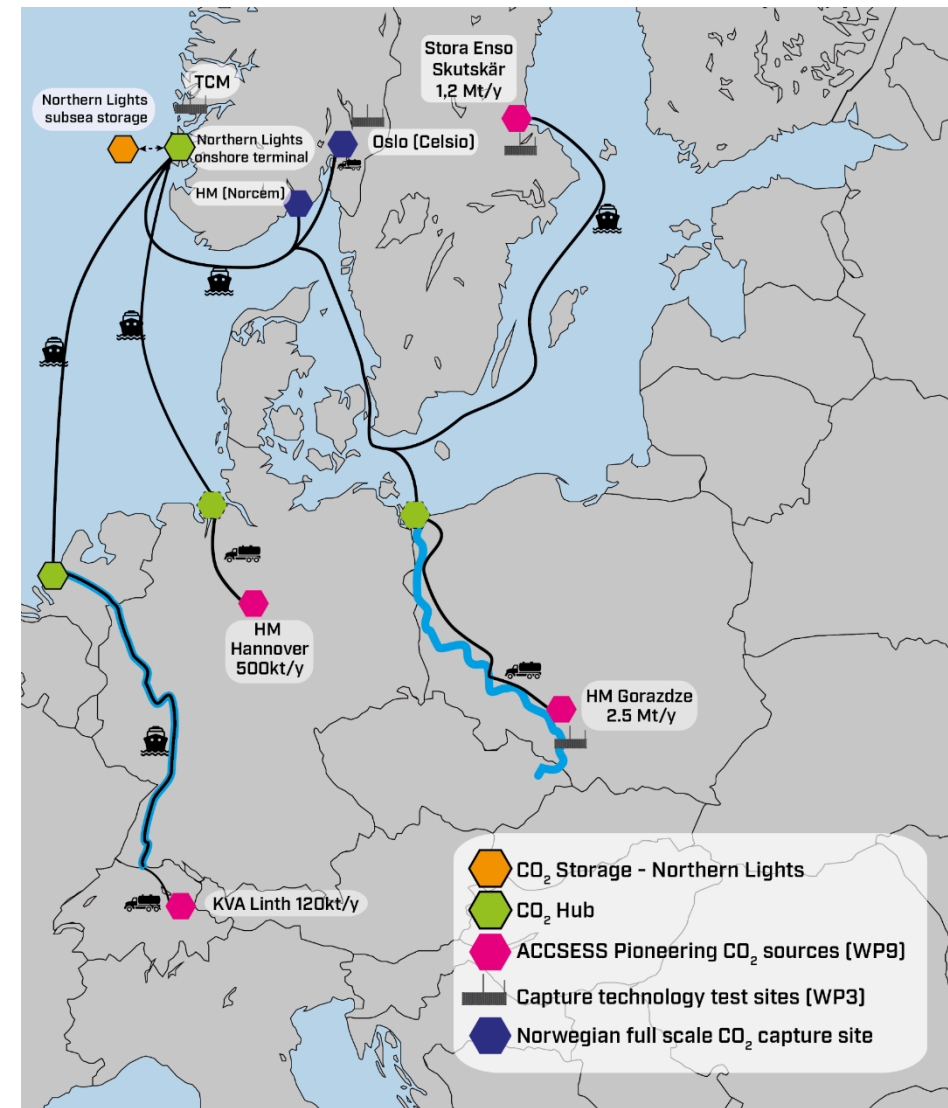 Stora Enso
Skutskär
1,2 Mt/y
TCM
Northern Lights
subsea storage
Northern Lights
onshore terminal
Oslo (Celsio)
HM (Norcem)
HM
Hannover
500kt/y
HM Gorazdze
2.5 Mt/y
KVA Linth 120kt/y
CO₂ Storage - Northern Lights
CO₂ Hub
ACCSESS Pioneering CO₂ sources (WP9)
Capture technology test sites (WP3)
Norwegian full scale CO₂ capture site